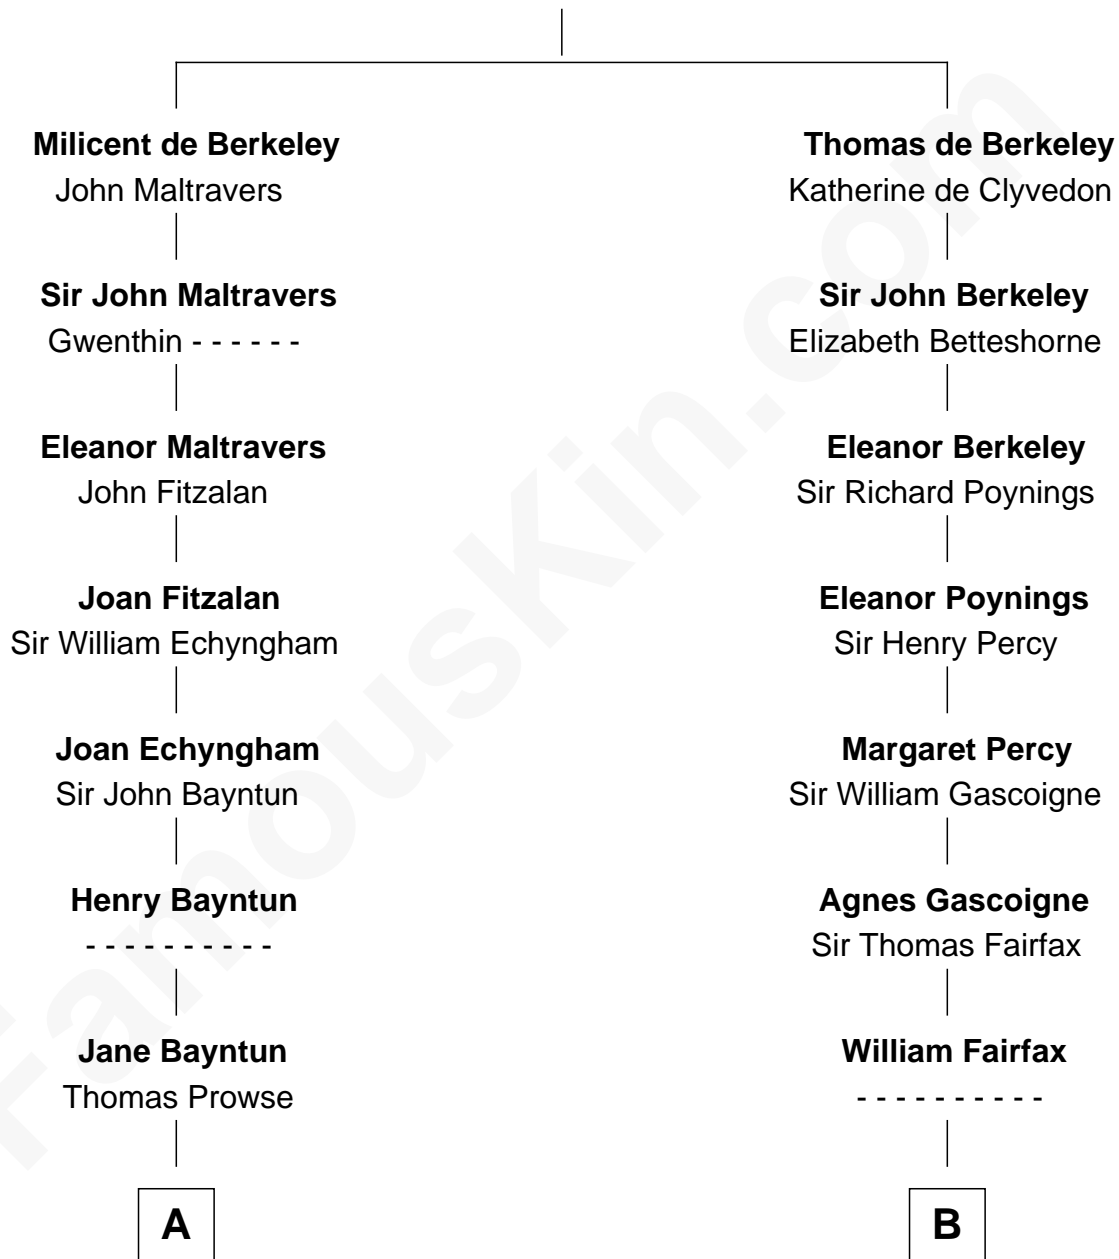 Milicent de Berkeley
John Maltravers
Sir John Maltravers
Gwenthin - - - - - -
Eleanor Maltravers
John Fitzalan
Joan Fitzalan
Sir William Echyngham
Joan Echyngham
Sir John Bayntun
Henry Bayntun
- - - - - - - - - -
Jane Bayntun
Thomas Prowse
A
Thomas de Berkeley
Katherine de Clyvedon
Sir John Berkeley
Elizabeth Betteshorne
Eleanor Berkeley
Sir Richard Poynings
Eleanor Poynings
Sir Henry Percy
Margaret Percy
Sir William Gascoigne
Agnes Gascoigne
Sir Thomas Fairfax
William Fairfax
- - - - - - - - - -
B
FamousKin.com